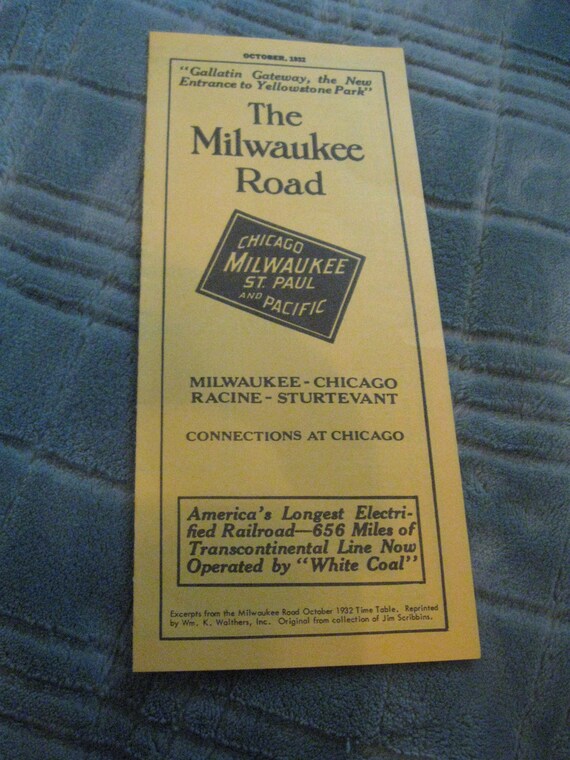 OCTOBER, 1932
"Gallatin Gateway, the New
Entrance to Yellowstone Park"
The
Milwaukee
Road
CHICAGO
MILWAUKEE
ST. PAUL
AND PACIFIC
MILWAUKEE - CHICAGO
RACINE - STURTEVANT
CONNECTIONS AT CHICAGO
America's Longest Electri-
fied Railroad—656 Miles of
Transcontinental Line Now
Operated by "White Coal"
Excerpts from the Milwaukee Road October 1932 Time Table. Reprinted
by Wm. K. Walthers, Inc. Original from collection of Jim Scribbins.